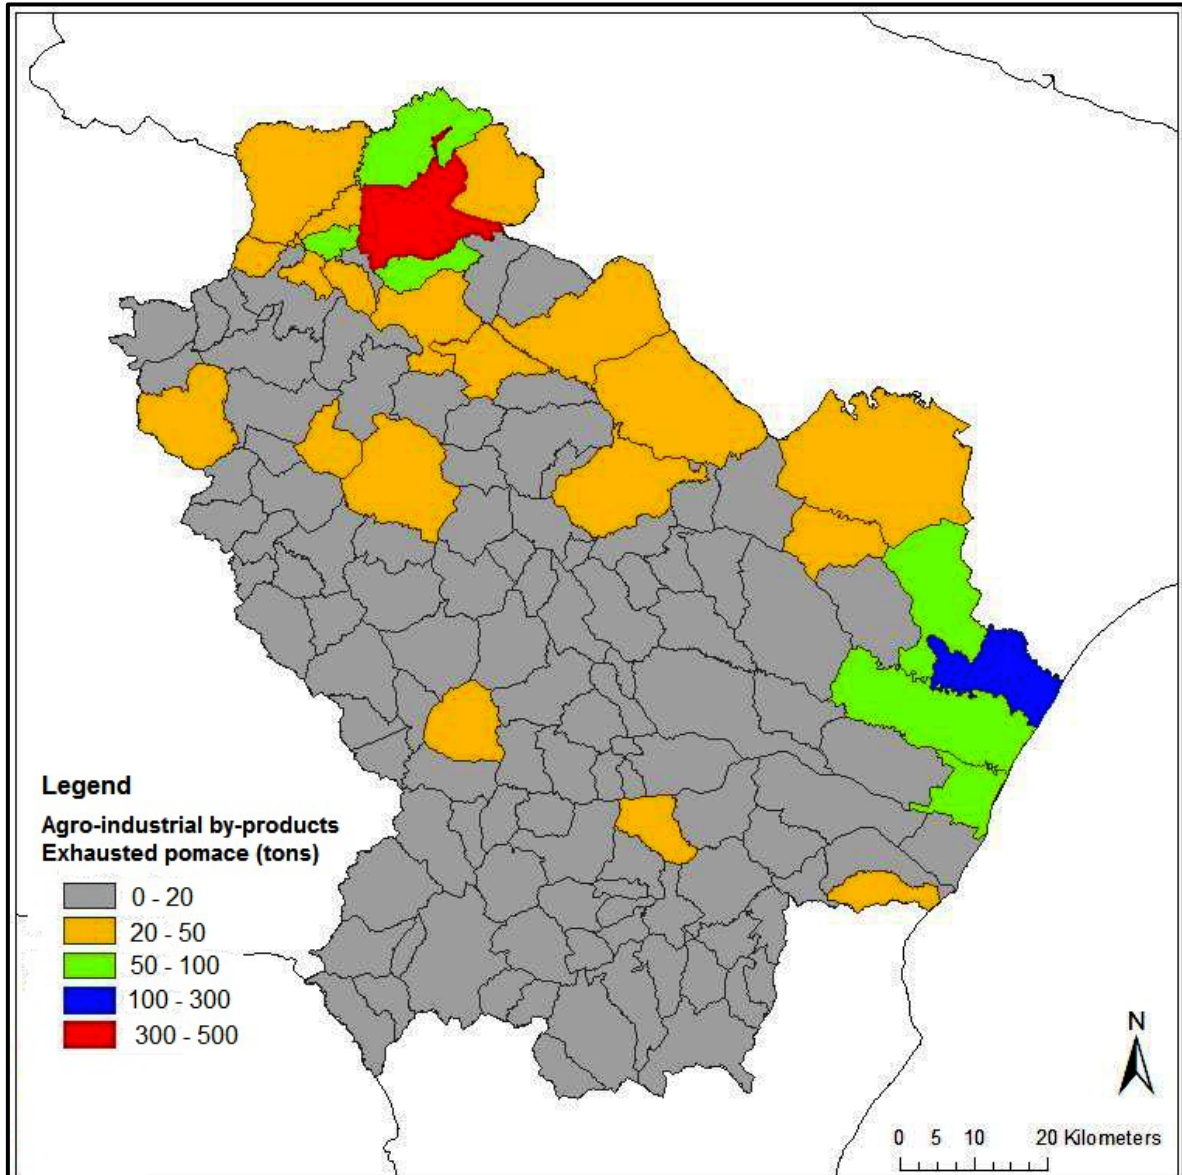 Legend
Agro-industrial by-products
Exhausted pomace (tons)
0 - 20
20 - 50
50 - 100
100 - 300
300 - 500
N
0 5 10 20 Kilometers